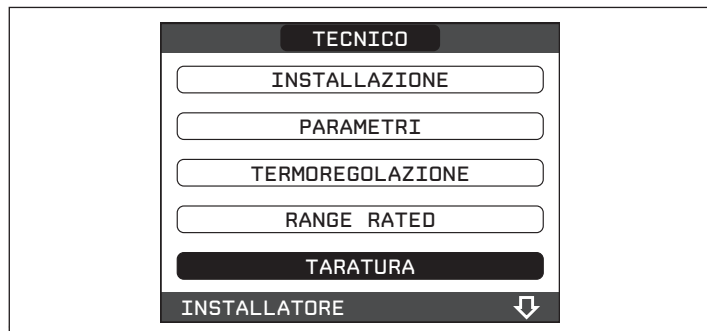 TECNICO
INSTALLAZIONE
PARAMETRI
TERMOREGOLAZIONE
RANGE RATED
TARATURA
INSTALLATORE